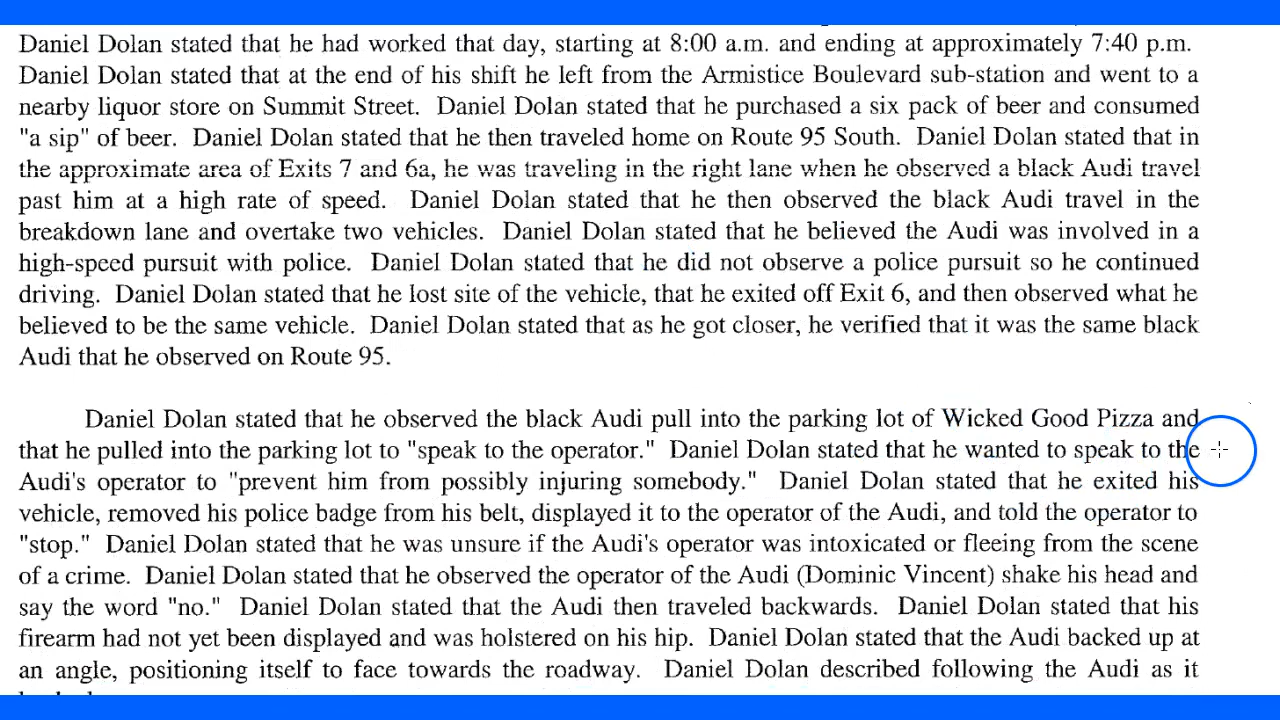 Daniel Dolan stated that he had worked that day, starting at 8:00 a.m. and ending at approximately 7:40 p.m.
Daniel Dolan stated that at the end of his shift he left from the Armistice Boulevard sub-station and went to a
nearby liquor store on Summit Street. Daniel Dolan stated that he purchased a six pack of beer and consumed
"a sip" of beer. Daniel Dolan stated that he then traveled home on Route 95 South. Daniel Dolan stated that in
the approximate area of Exits 7 and 6a, he was traveling in the right lane when he observed a black Audi travel
past him at a high rate of speed. Daniel Dolan stated that he then observed the black Audi travel in the
breakdown lane and overtake two vehicles. Daniel Dolan stated that he believed the Audi was involved in a
high-speed pursuit with police. Daniel Dolan stated that he did not observe a police pursuit so he continued
driving. Daniel Dolan stated that he lost site of the vehicle, that he exited off Exit 6, and then observed what he
believed to be the same vehicle. Daniel Dolan stated that as he got closer, he verified that it was the same black
Audi that he observed on Route 95.
Daniel Dolan stated that he observed the black Audi pull into the parking lot of Wicked Good Pizza and
that he pulled into the parking lot to "speak to the operator." Daniel Dolan stated that he wanted to speak to the
Audi's operator to "prevent him from possibly injuring somebody." Daniel Dolan stated that he exited his
vehicle, removed his police badge from his belt, displayed it to the operator of the Audi, and told the operator to
"stop." Daniel Dolan stated that he was unsure if the Audi's operator was intoxicated or fleeing from the scene
of a crime. Daniel Dolan stated that he observed the operator of the Audi (Dominic Vincent) shake his head and
say the word "no." Daniel Dolan stated that the Audi then traveled backwards. Daniel Dolan stated that his
firearm had not yet been displayed and was holstered on his hip. Daniel Dolan stated that the Audi backed up at
an angle, positioning itself to face towards the roadway. Daniel Dolan described following the Audi as it